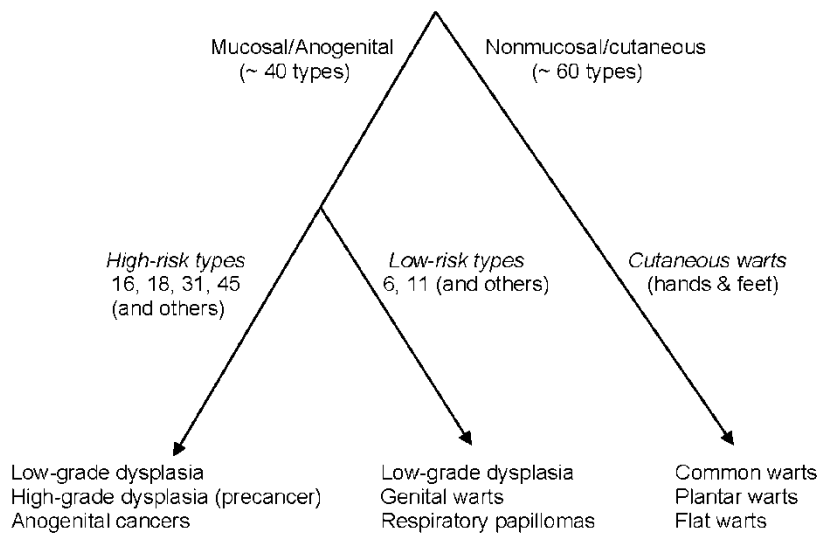 Mucosal/Anogenital
(~ 40 types)
Nonmucosal/cutaneous
(~ 60 types)
High-risk types
16, 18, 31, 45
(and others)
Low-risk types
6, 11 (and others)
Cutaneous warts
(hands & feet)
Low-grade dysplasia
High-grade dysplasia (precancer)
Anogenital cancers
Low-grade dysplasia
Genital warts
Respiratory papillomas
Common warts
Plantar warts
Flat warts